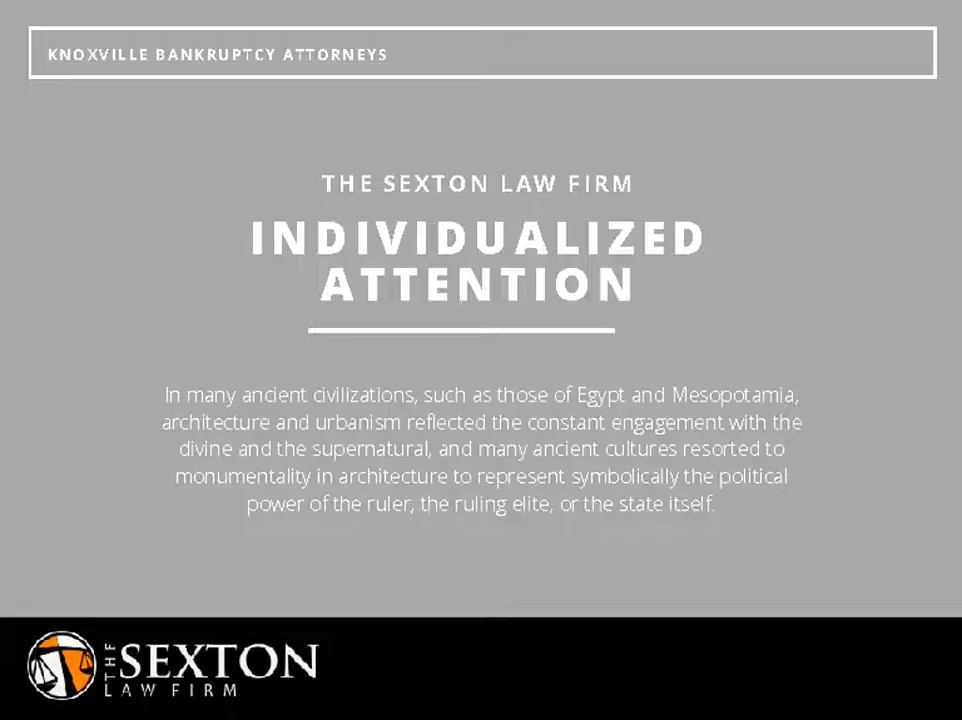 KNOXVILLE BANKRUPTCY ATTORNEYS
THE SEXTON LAW FIRM
INDIVIDUALIZED
ATTENTION
In many ancient civilizations, such as those of Egypt and Mesopotamia,
architecture and urbanism reflected the constant engagement with the
divine and the supernatural, and many ancient cultures resorted to
monumentality in architecture to represent symbolically the political
power of the ruler, the ruling elite, or the state itself.
THE SEXTON
LAW FIRM